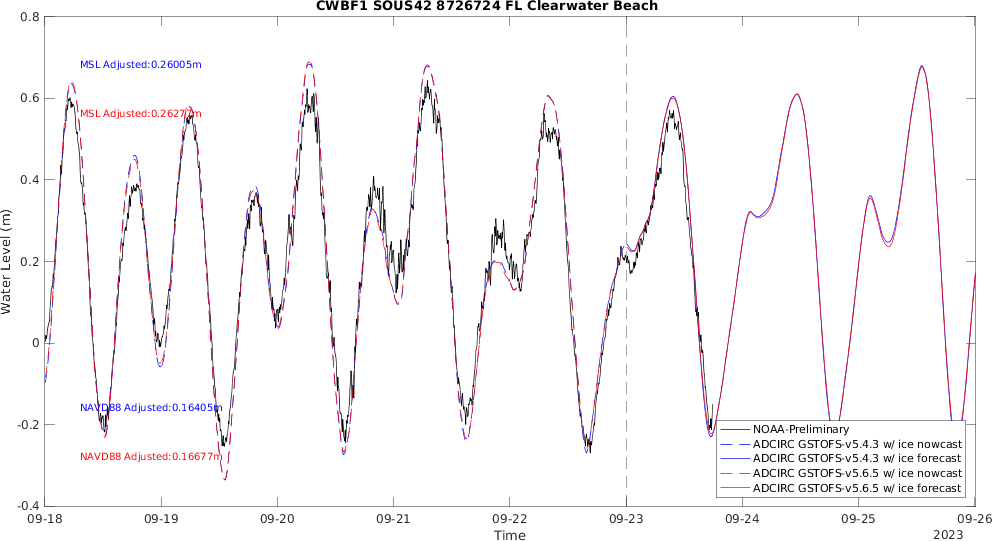 CWBF1 SOUS42 8726724 FL Clearwater Beach
0.8
0.6
0.4
0.2
0
-0.2
-0.4
Water Level (m)
MSL Adjusted:0.26005m
MSL Adjusted:0.26277m
NAVD88 Adjusted:0.16405m
NAVD88 Adjusted:0.16677m
NOAA-Preliminary
ADCIRC GSTOFS-v5.4.3 w/ ice nowcast
ADCIRC GSTOFS-v5.4.3 w/ ice forecast
ADCIRC GSTOFS-v5.6.5 w/ ice nowcast
ADCIRC GSTOFS-v5.6.5 w/ ice forecast
09-18 09-19 09-20 09-21 09-22 09-23 09-24 09-25 09-26
Time
2023